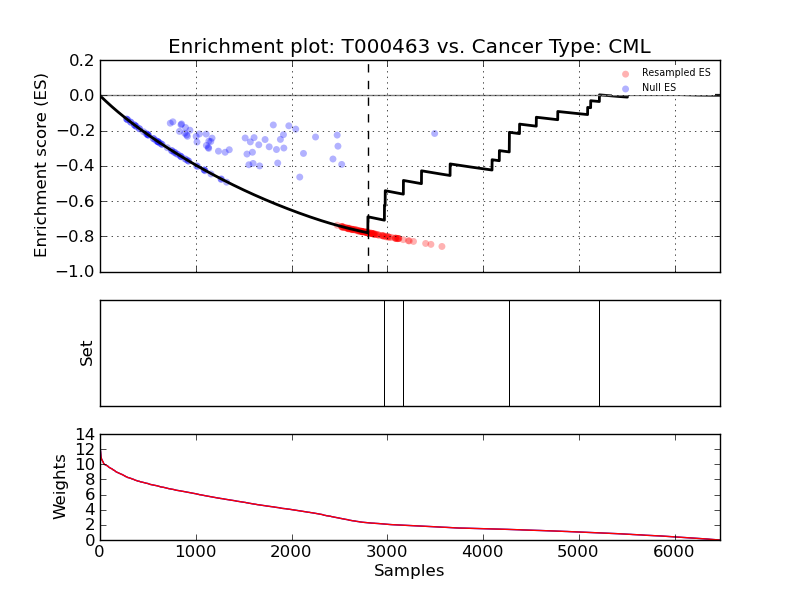 Enrichment plot: T000463 vs. Cancer Type: CML
Enrichment score (ES)
0.2
0.0
−0.2
−0.4
−0.6
−0.8
−1.0
Resampled ES
Null ES
Set
Weights
14
12
10
8
6
4
2
0
0 1000 2000 3000 4000 5000 6000
Samples